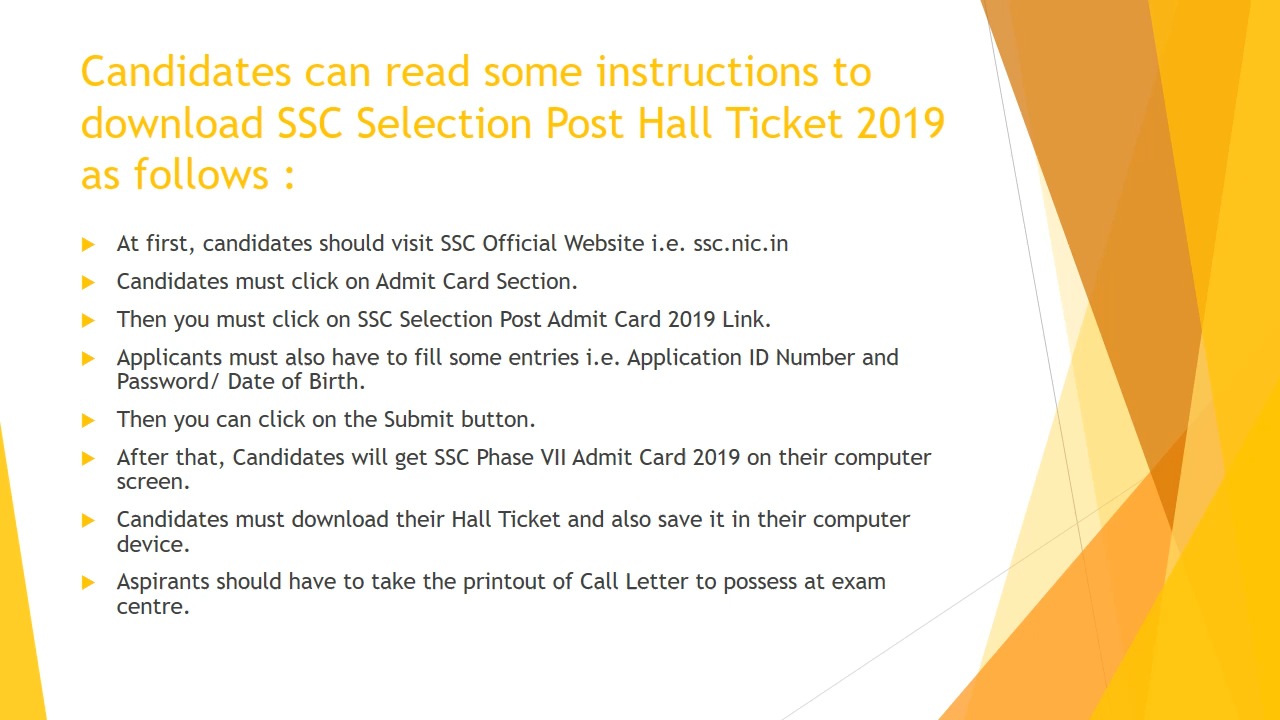 Candidates can read some instructions to
download SSC Selection Post Hall Ticket 2019
as follows :
At first, candidates should visit SSC Official Website i.e. ssc.nic.in
Candidates must click on Admit Card Section.
Then you must click on SSC Selection Post Admit Card 2019 Link.
Applicants must also have to fill some entries i.e. Application ID Number and
Password/ Date of Birth.
Then you can click on the Submit button.
After that, Candidates will get SSC Phase VII Admit Card 2019 on their computer
screen.
Candidates must download their Hall Ticket and also save it in their computer
device.
Aspirants should have to take the printout of Call Letter to possess at exam
centre.